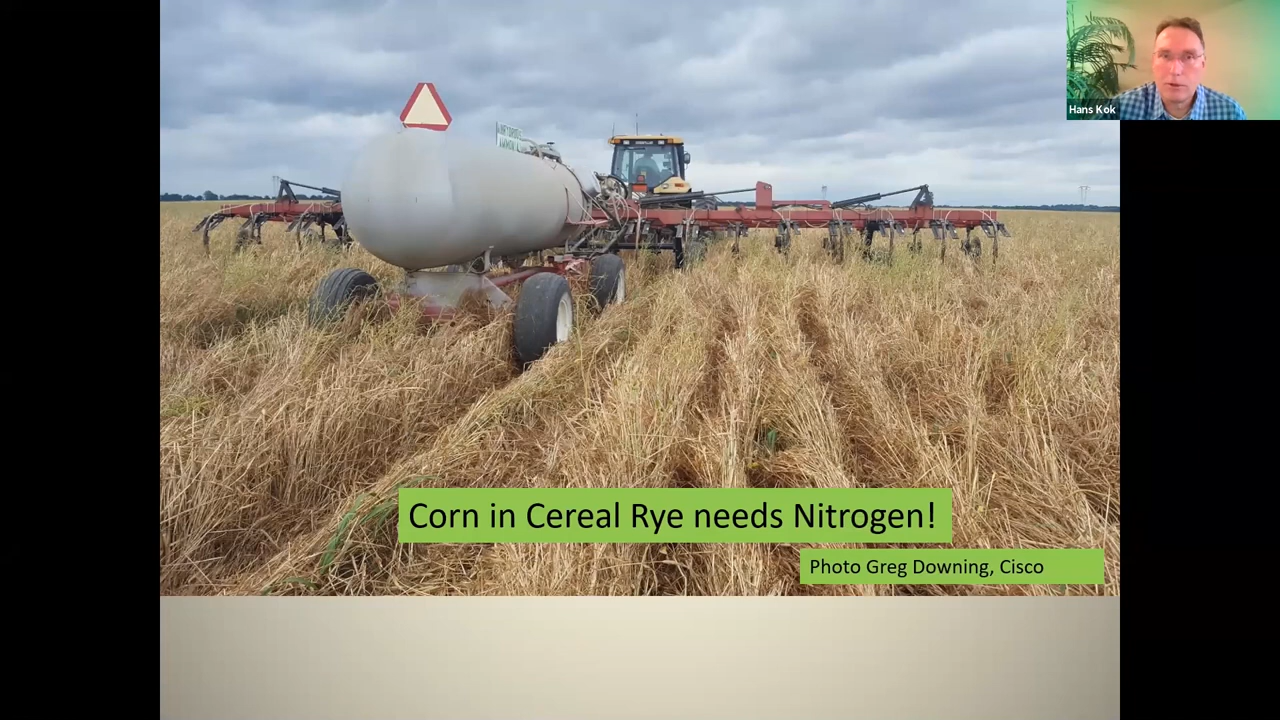 Hans Kok
Corn in Cereal Rye needs Nitrogen!
Photo Greg Downing, Cisco